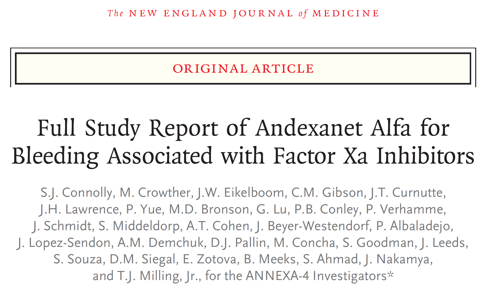 The NEW ENGLAND JOURNAL of MEDICINE
ORIGINAL ARTICLE
Full Study Report of Andexanet Alfa for
Bleeding Associated with Factor Xa Inhibitors
S.J. Connolly, M. Crowther, J.W. Eikelboom, C.M. Gibson, J.T. Curnutte,
J.H. Lawrence, P. Yue, M.D. Bronson, G. Lu, P.B. Conley, P. Verhamme,
J. Schmidt, S. Middeldorp, A.T. Cohen, J. Beyer-Westendorf, P. Albaladejo,
J. Lopez-Sendon, A.M. Demchuk, D.J. Pallin, M. Concha, S. Goodman, J. Leeds,
S. Souza, D.M. Siegal, E. Zotova, B. Meeks, S. Ahmad, J. Nakamya,
and T.J. Milling, Jr., for the ANNEXA-4 Investigators*